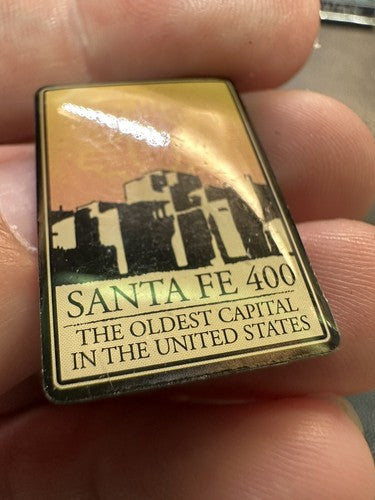 SANTA FE 400
THE OLDEST CAPITAL
IN THE UNITED STATES